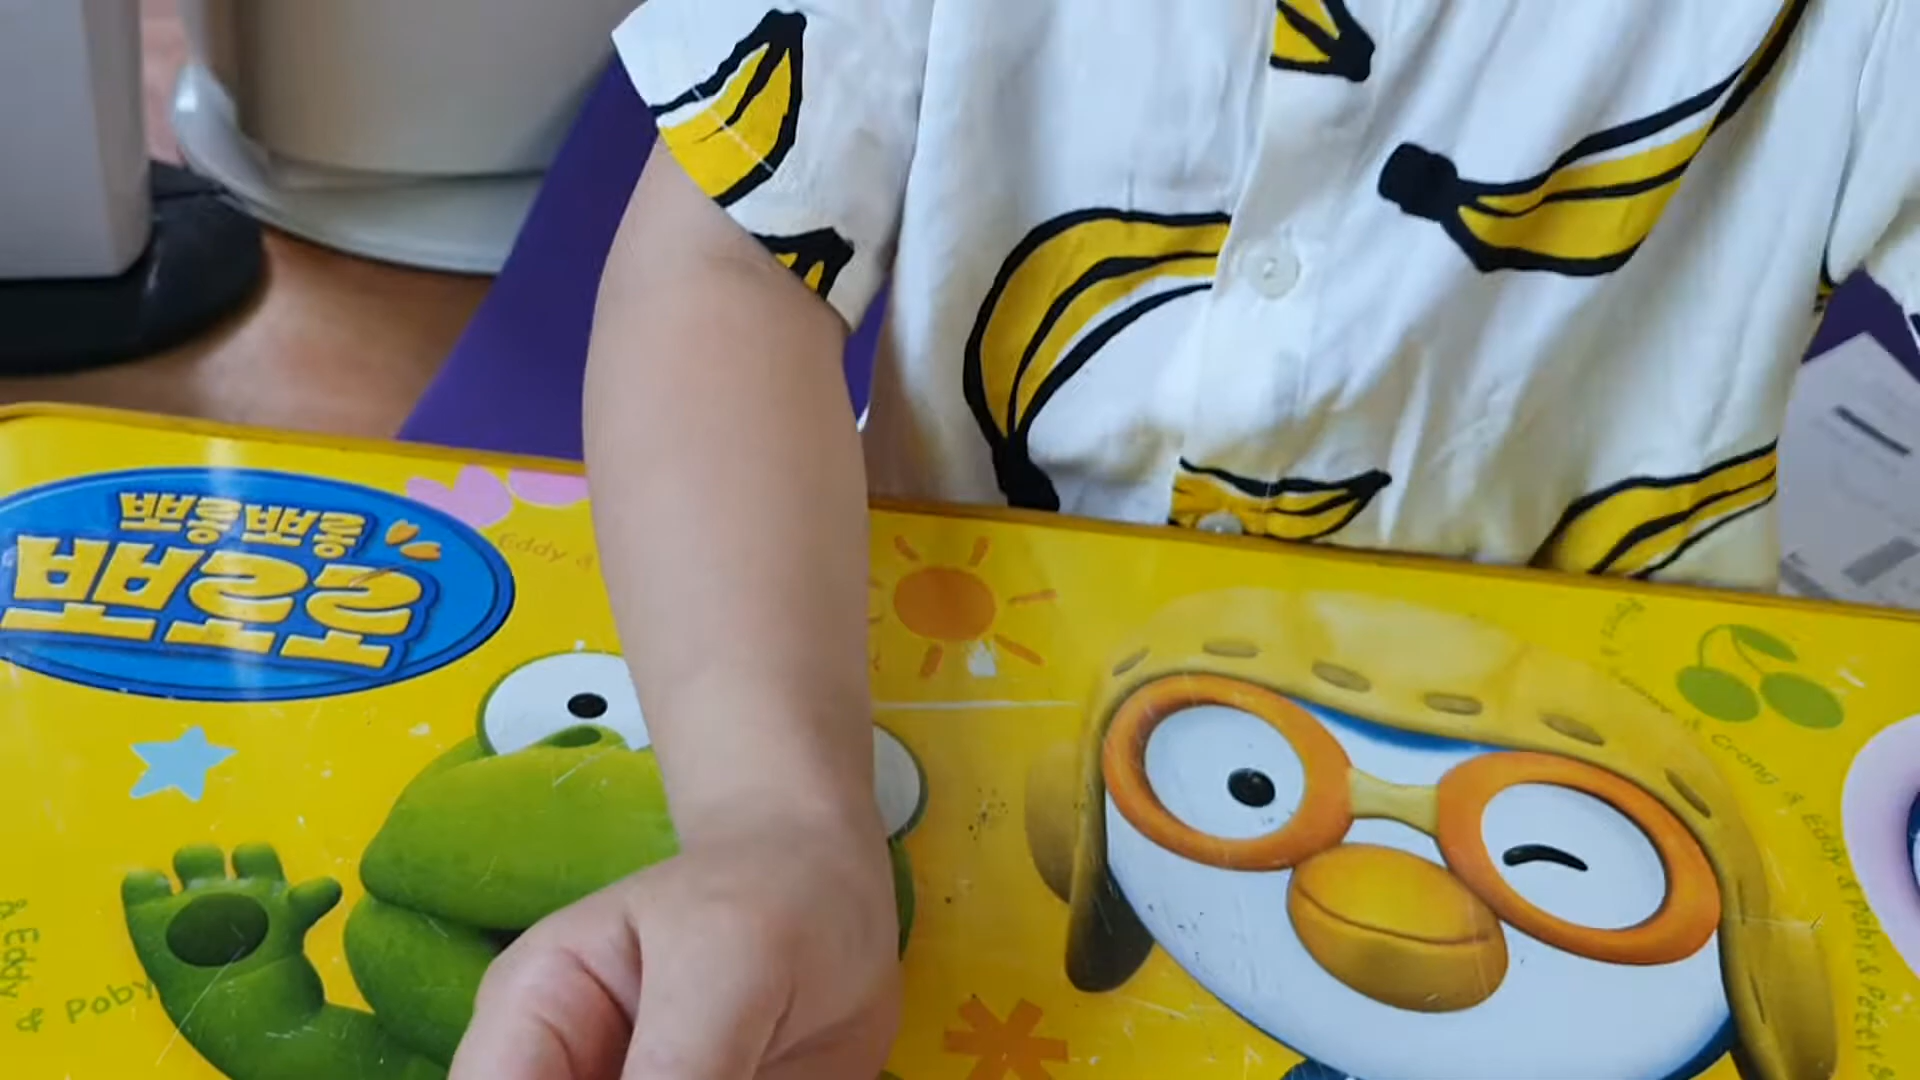 뽀롱뽀롱
뽀로로
Eddy &
& Eddy
& Poby
& Crong & Eddy & Poby & Petty &